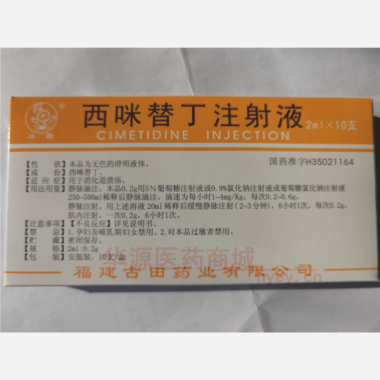 西咪替丁注射液
2ml×10支
CIMETIDINE INJECTION
国药准字H35021164
【性　　状】本品为无色的澄明液体。
【成　　份】西咪替丁。
【适 应 症】用于消化道溃疡。
【用法用量】静脉滴注。本品0.2g用5%葡萄糖注射液或0.9%氯化钠注射液或葡萄糖氯化钠注射液
250-500ml稀释后静脉滴注，滴速为每小时1~4mg/Kg，每次0.2-0.6g。
静脉注射。用上述溶液20ml稀释后缓慢静脉注射(2~3分钟)，6小时1次，每次0.2g。
肌内注射。一次0.2g，6小时1次。
【注意事项】【不良反应】详见说明书。
【禁　　忌】1.孕妇及哺乳期妇女禁用。2.对本品过敏者禁用。
【贮　　藏】密闭保存。
【规　　格】2ml:0.2g
【包　　装】安瓿装，10支/盒
华源医药商城
福建古田药业有限公司